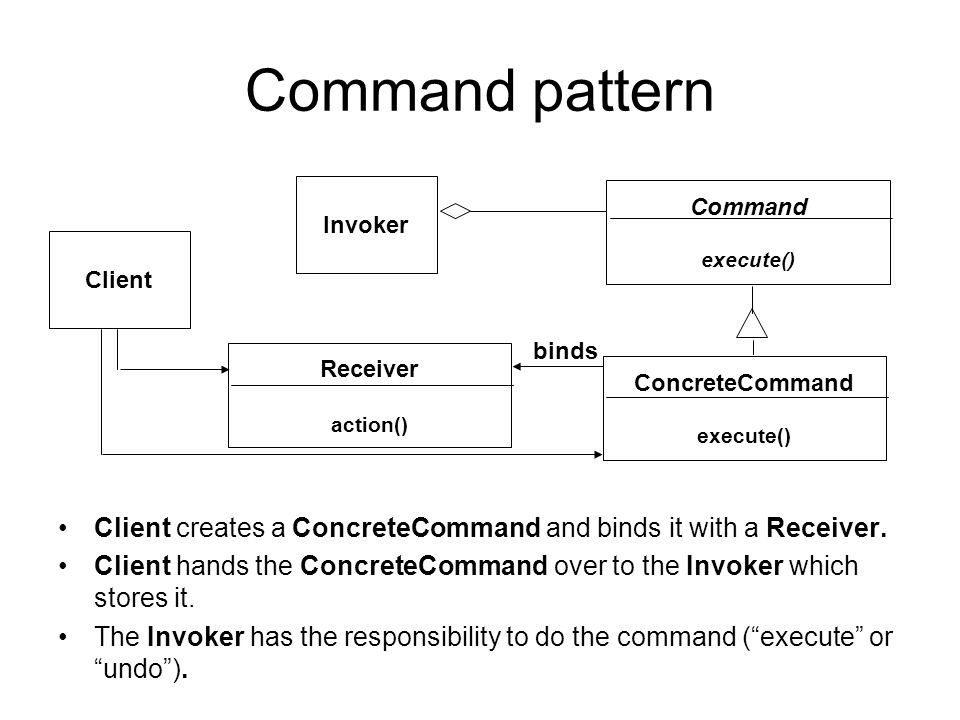 Command pattern
Invoker
Command
execute()
Client
binds
Receiver
action()
ConcreteCommand
execute()
• Client creates a ConcreteCommand and binds it with a Receiver.
• Client hands the ConcreteCommand over to the Invoker which
stores it.
• The Invoker has the responsibility to do the command (“execute” or
“undo”).